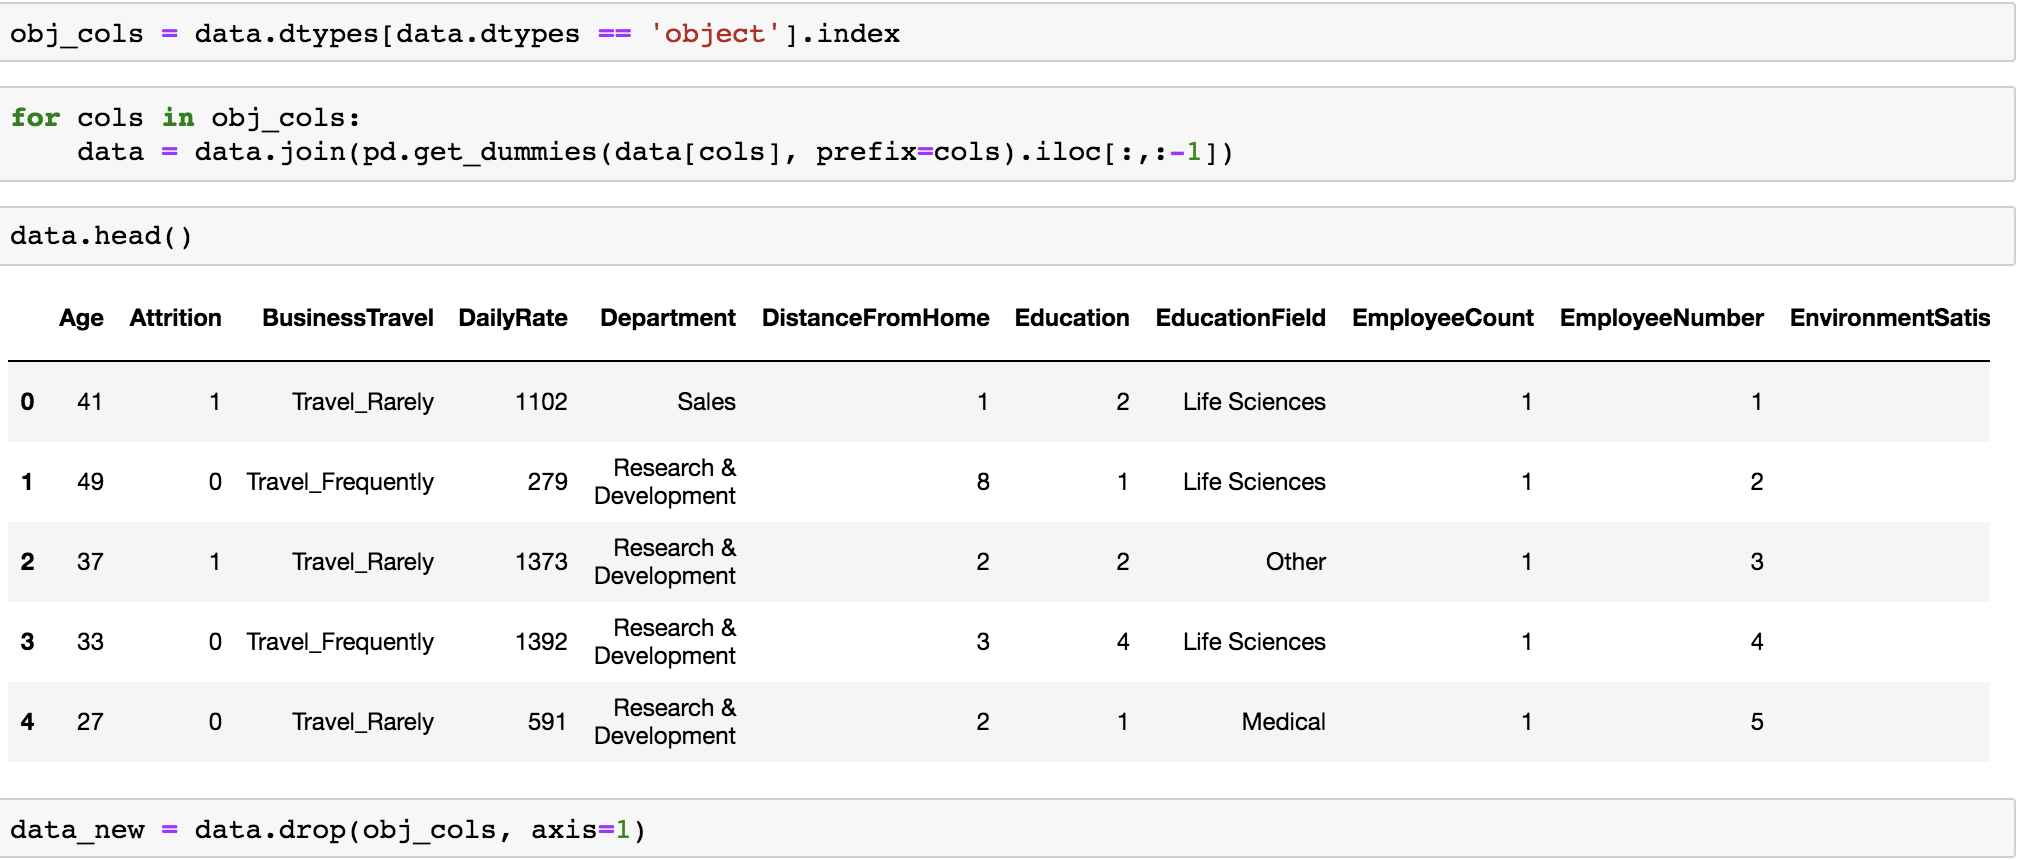 obj_cols = data.dtypes[data.dtypes == 'object'].index
for cols in obj_cols:
    data = data.join(pd.get_dummies(data[cols], prefix=cols).iloc[:,:-1])
data.head()
Age Attrition BusinessTravel DailyRate Department DistanceFromHome Education EducationField EmployeeCount EmployeeNumber EnvironmentSatis
0 41 1 Travel_Rarely 1102 Sales 1 2 Life Sciences 1 1
1 49 0 Travel_Frequently 279 Research & Development 8 1 Life Sciences 1 2
2 37 1 Travel_Rarely 1373 Research & Development 2 2 Other 1 3
3 33 0 Travel_Frequently 1392 Research & Development 3 4 Life Sciences 1 4
4 27 0 Travel_Rarely 591 Research & Development 2 1 Medical 1 5
data_new = data.drop(obj_cols, axis=1)